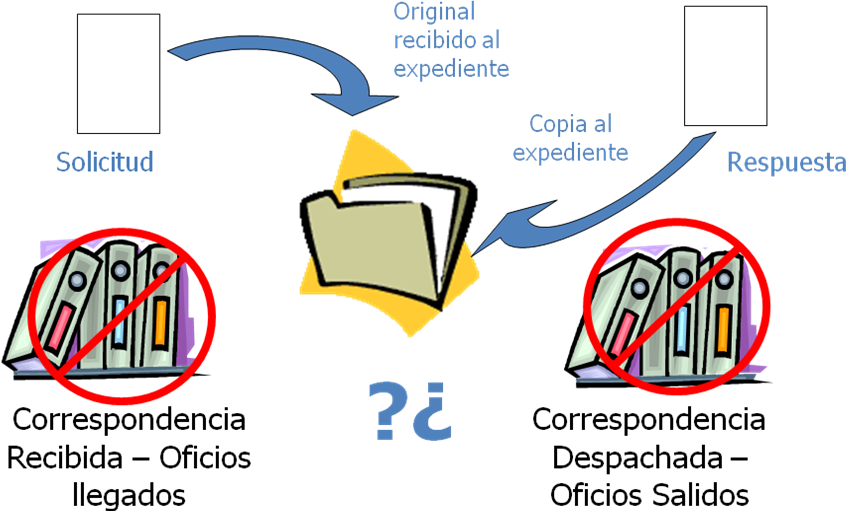 Original
recibido al
expediente
Solicitud
Copia al
expediente
Respuesta
?¿
Correspondencia
Recibida – Oficios
llegados
Correspondencia
Despachada –
Oficios Salidos